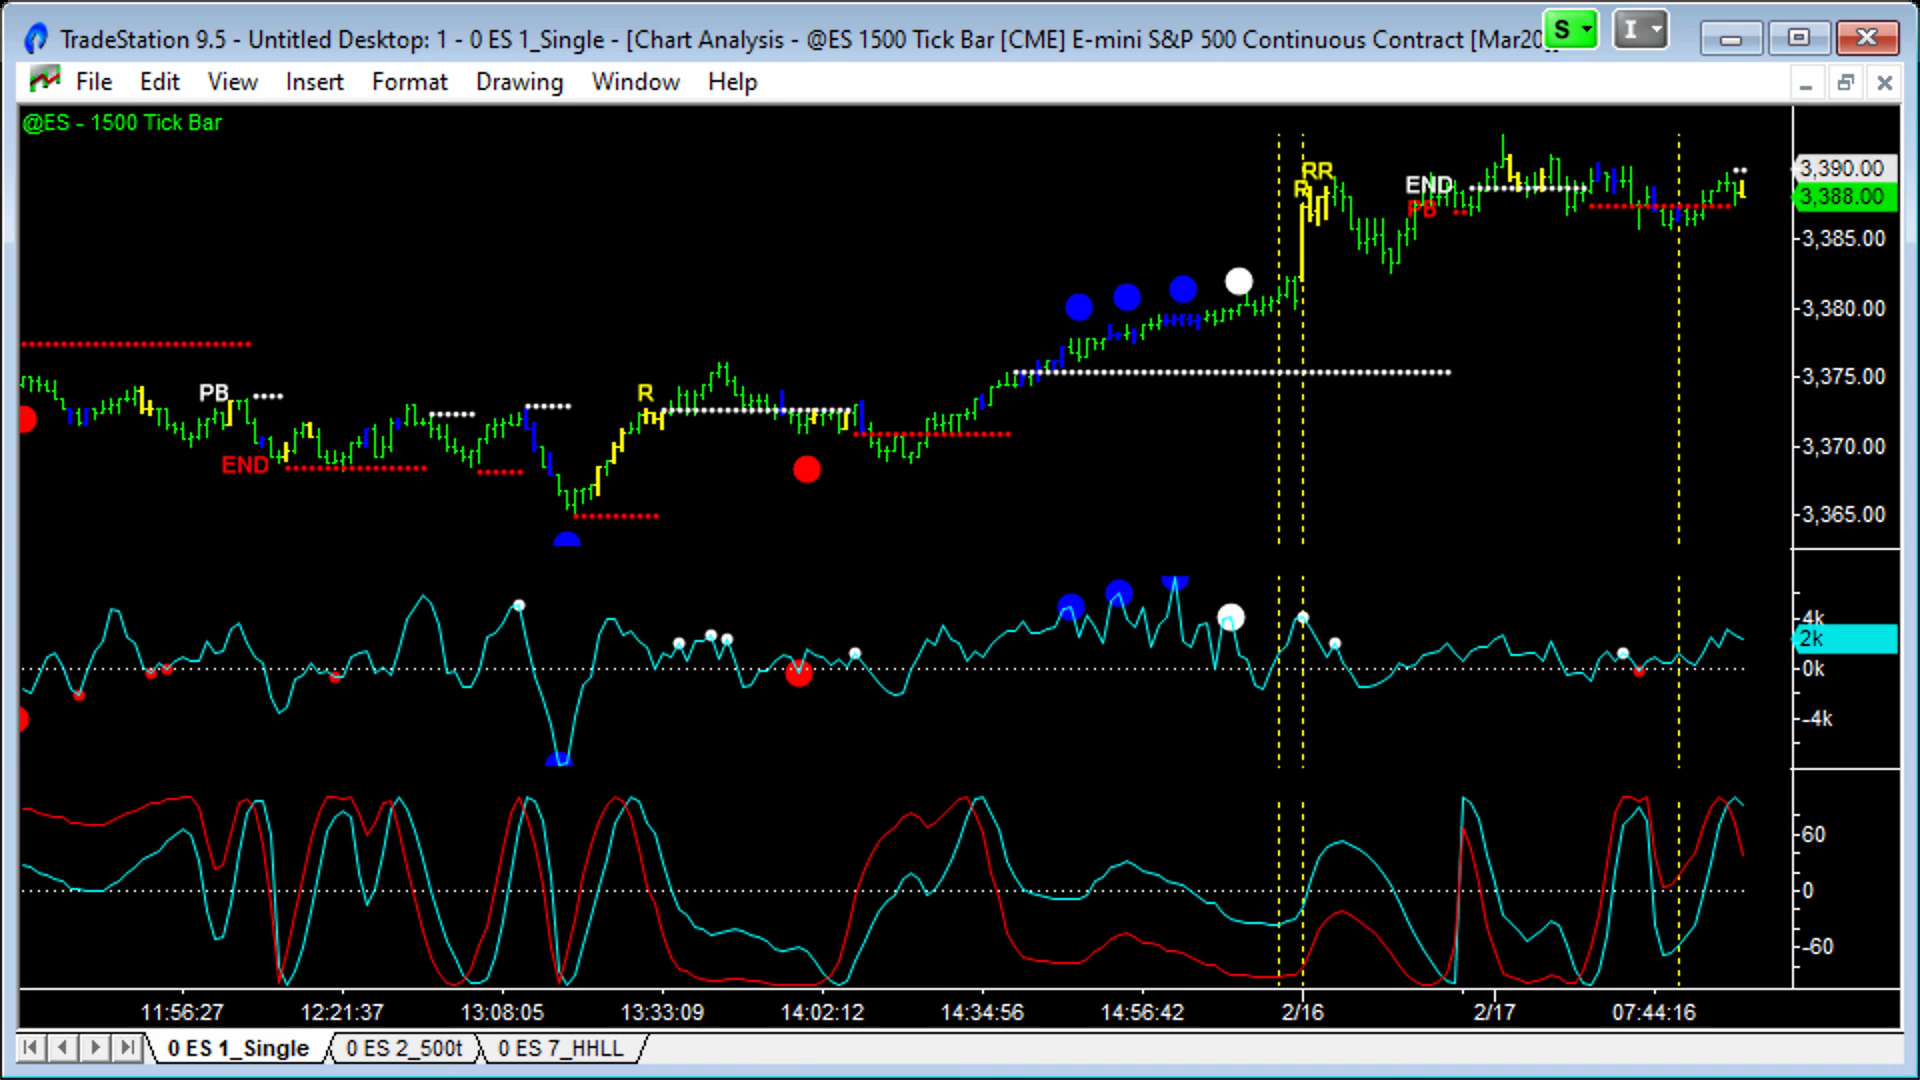 TradeStation 9.5 - Untitled Desktop: 1 - 0 ES 1_Single - [Chart Analysis - @ES 1500 Tick Bar [CME] E-mini S&P 500 Continuous Contract [Mar20
S I
File Edit View Insert Format Drawing Window Help
@ES - 1500 Tick Bar
RR
R
END
PB
PB
END
R
3,390.00
3,388.00
3,385.00
3,380.00
3,375.00
3,370.00
3,365.00
4k
2k
0k
-4k
60
0
-60
11:56:27 12:21:37 13:08:05 13:33:09 14:02:12 14:34:56 14:56:42 2/16 2/17 07:44:16
0 ES 1_Single 0 ES 2_500t 0 ES 7_HHLL